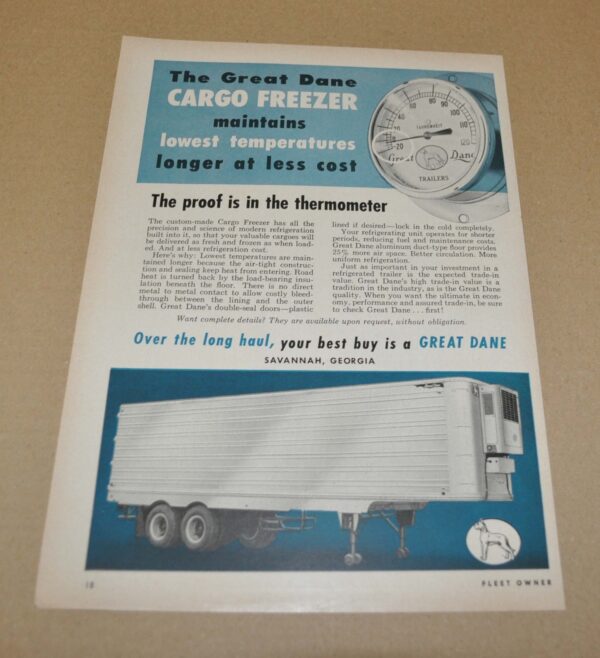 The Great Dane
CARGO FREEZER
maintains
lowest temperatures
longer at less cost
-20
0
20
40
60
80
100
120
FAHRENHEIT
Great Dane
TRAILERS
The proof is in the thermometer
The custom-made Cargo Freezer has all the
precision and science of modern refrigeration
built into it, so that your valuable cargoes will
be delivered as fresh and frozen as when load-
ed. And at less refrigeration cost.
Here's why: Lowest temperatures are main-
tained longer because the air-tight construc-
tion and sealing keep heat from entering. Road
heat is turned back by the load-bearing insu-
lation beneath the floor. There is no direct
metal to metal contact to allow costly bleed-
through between the lining and the outer
shell. Great Dane's double-seal doors—plastic
lined if desired—lock in the cold completely.
Your refrigerating unit operates for shorter
periods, reducing fuel and maintenance costs.
Great Dane aluminum duct-type floor provides
25% more air space. Better circulation. More
uniform refrigeration.
Just as important in your investment in a
refrigerated trailer is the expected trade-in
value. Great Dane's high trade-in value is a
tradition in the industry, as is the Great Dane
quality. When you want the ultimate in econ-
omy, performance and assured trade-in, be sure
to check Great Dane . . . first!
Want complete details? They are available upon request, without obligation.
Over the long haul, your best buy is a GREAT DANE
SAVANNAH, GEORGIA
18
FLEET OWNER